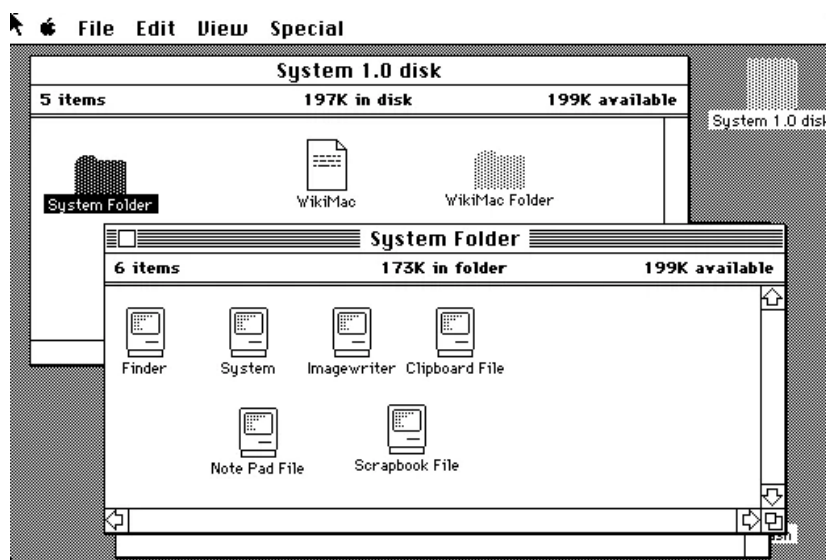 File Edit View Special
System 1.0 disk
5 items 197K in disk 199K available
System 1.0 disk
System Folder WikiMac WikiMac Folder
System Folder
6 items 173K in folder 199K available
Finder System Imagewriter Clipboard File
Note Pad File Scrapbook File